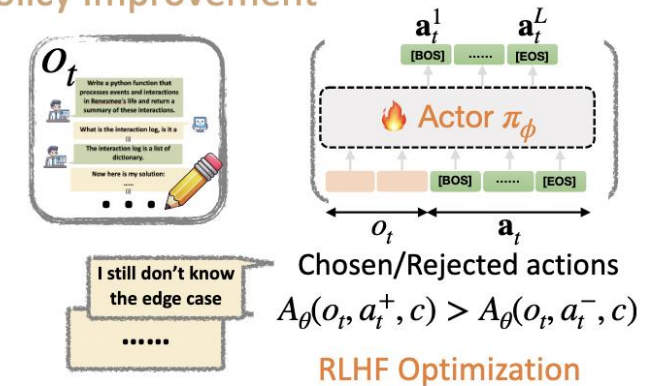 olicy Improvement
o_t
Write a python function that
processes events and interactions
in Renesmee's life and return a
summary of these interactions.
What is the interaction log, is it a
The interaction log is a list of
dictionary.
Now here is my solution:
......
I still don't know
the edge case
......
a_t^1 a_t^L
[BOS] ...... [EOS]
Actor π_ϕ
[BOS] ...... [EOS]
o_t a_t
Chosen/Rejected actions
A_θ(o_t, a_t^+, c) > A_θ(o_t, a_t^-, c)
RLHF Optimization